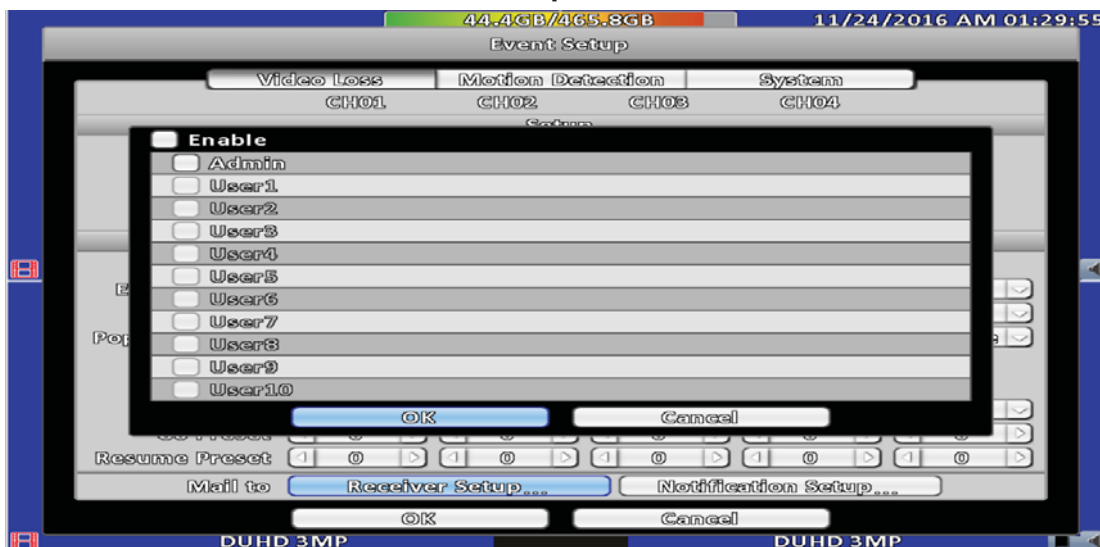 44.4GB/465.8GB 11/24/2016 AM 01:29:55
Event Setup
Video Loss Motion Detection System
CH01 CH02 CH03 CH04
Setup
Enable
Admin
User1
User2
User3
User4
User5
User6
User7
User8
User9
User10
OK Cancel
Resume Preset 0 0 0 0 0
Mail to Receiver Setup... Notification Setup...
OK Cancel
DUHD 3MP DUHD 3MP